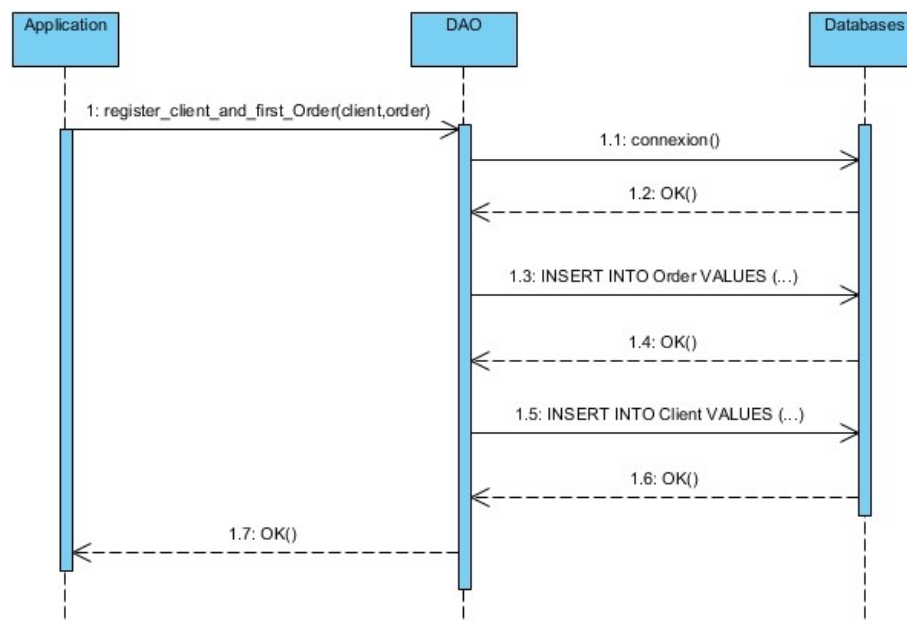 Application
DAO
Databases
1: register_client_and_first_Order(client,order)
1.1: connexion()
1.2: OK()
1.3: INSERT INTO Order VALUES (...)
1.4: OK()
1.5: INSERT INTO Client VALUES (...)
1.6: OK()
1.7: OK()